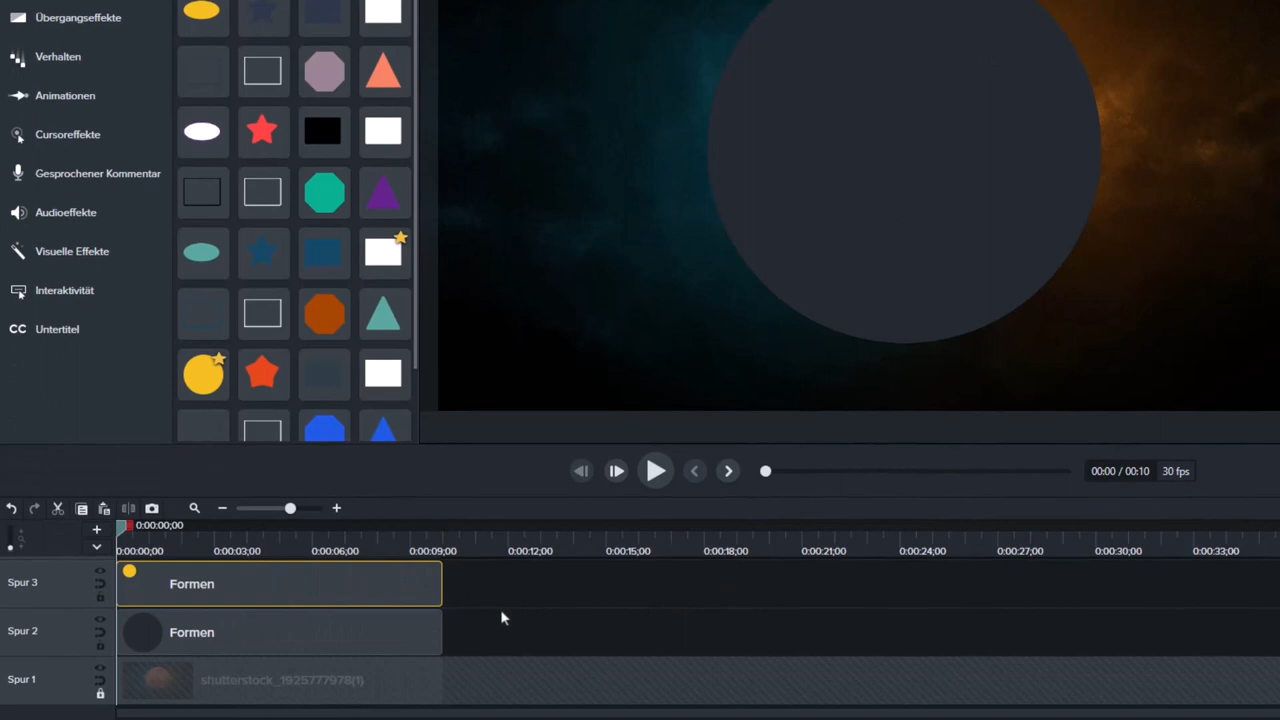 Übergangseffekte
Verhalten
Animationen
Cursoreffekte
Gesprochener Kommentar
Audioeffekte
Visuelle Effekte
Interaktivität
CC Untertitel
00:00 / 00:10 30 fps
0:00:00;00
0:00:00;00 0:00:03;00 0:00:06;00 0:00:09;00 0:00:12;00 0:00:15;00 0:00:18;00 0:00:21;00 0:00:24;00 0:00:27;00 0:00:30;00 0:00:33;00
Spur 3 Formen
Spur 2 Formen
Spur 1 shutterstock_1925777978(1)